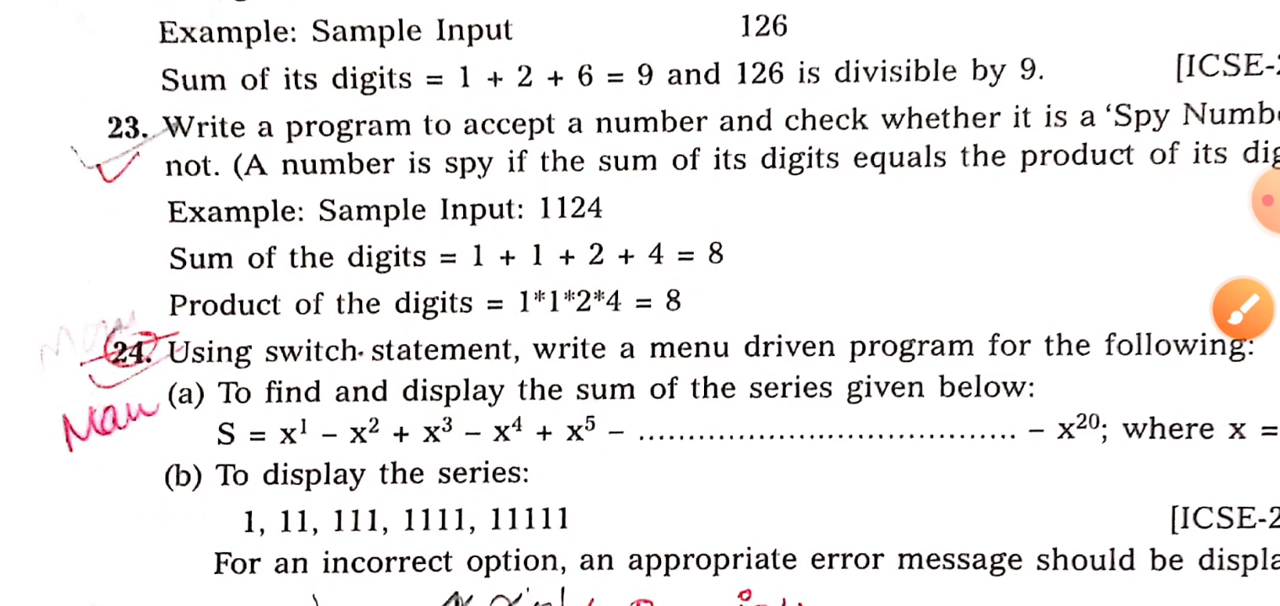 Example: Sample Input 126
Sum of its digits = 1 + 2 + 6 = 9 and 126 is divisible by 9. [ICSE-
23. Write a program to accept a number and check whether it is a ‘Spy Numb
not. (A number is spy if the sum of its digits equals the product of its dig
Example: Sample Input: 1124
Sum of the digits = 1 + 1 + 2 + 4 = 8
Product of the digits = 1*1*2*4 = 8
24. Using switch statement, write a menu driven program for the following:
(a) To find and display the sum of the series given below:
S = x¹ – x² + x³ – x⁴ + x⁵ – .................................... – x²⁰; where x =
(b) To display the series:
1, 11, 111, 1111, 11111 [ICSE-2
For an incorrect option, an appropriate error message should be displa